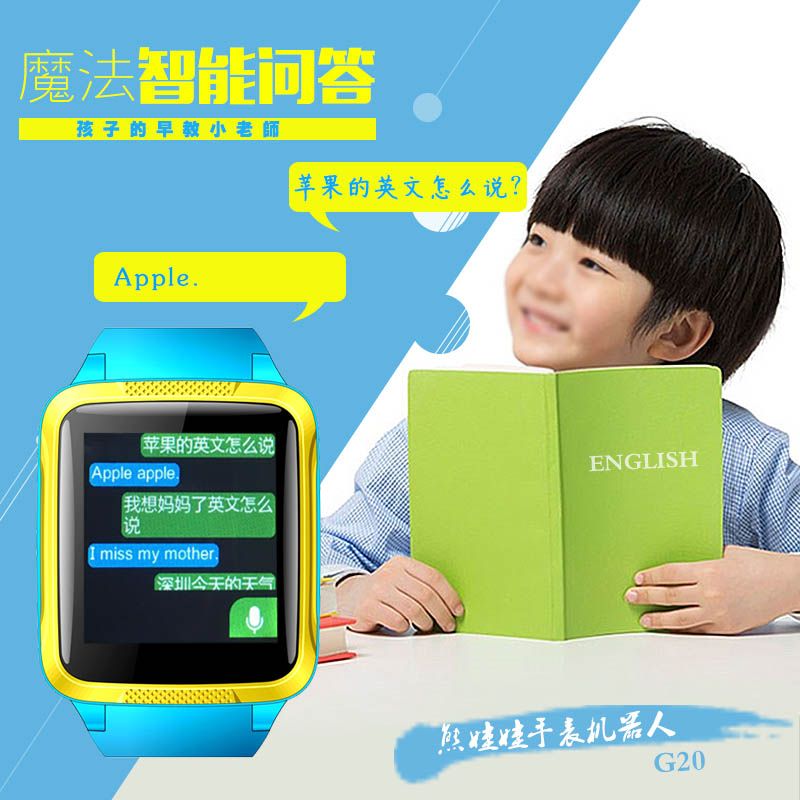 魔法智能问答
孩子的早教小老師
苹果的英文怎么说?
Apple.
苹果的英文怎么说
Apple apple.
我想妈妈了英文怎么
说
I miss my mother.
深圳今天的天气
ENGLISH
熊娃娃手表机器人
G20